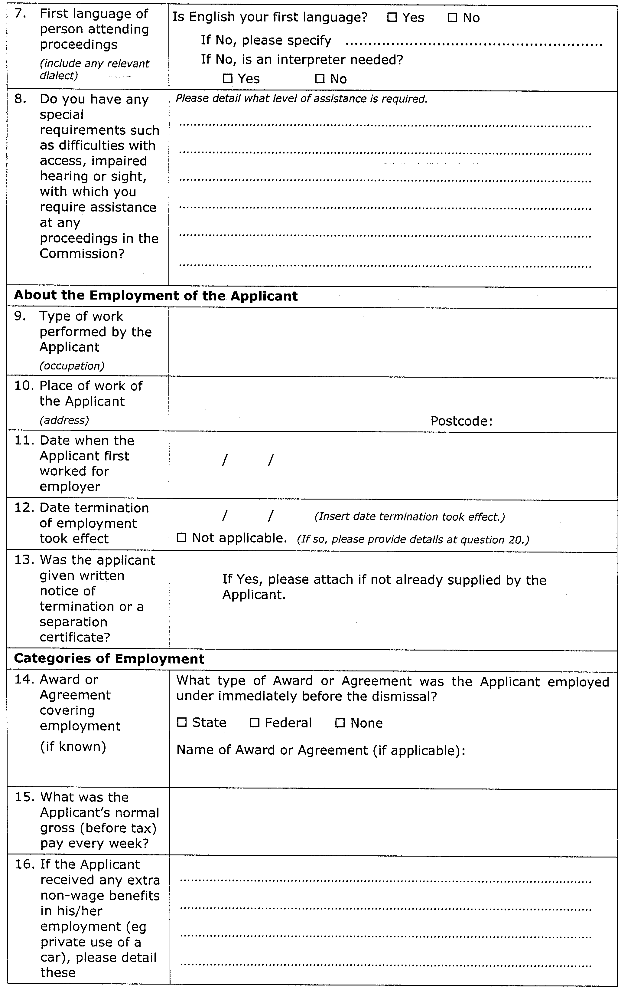 7. First language of
person attending
proceedings
(include any relevant
dialect)
Is English your first language? ☐ Yes ☐ No
If No, please specify ........................................................
If No, is an interpreter needed?
☐ Yes ☐ No
8. Do you have any
special
requirements such
as difficulties with
access, impaired
hearing or sight,
with which you
require assistance
at any
proceedings in the
Commission?
Please detail what level of assistance is required.
About the Employment of the Applicant
9. Type of work
performed by the
Applicant
(occupation)
10. Place of work of
the Applicant
(address)
Postcode:
11. Date when the
Applicant first
worked for
employer
/ /
12. Date termination
of employment
took effect
/ / (Insert date termination took effect.)
☐ Not applicable. (If so, please provide details at question 20.)
13. Was the applicant
given written
notice of
termination or a
separation
certificate?
If Yes, please attach if not already supplied by the
Applicant.
Categories of Employment
14. Award or
Agreement
covering
employment
(if known)
What type of Award or Agreement was the Applicant employed
under immediately before the dismissal?
☐ State ☐ Federal ☐ None
Name of Award or Agreement (if applicable):
15. What was the
Applicant's normal
gross (before tax)
pay every week?
16. If the Applicant
received any extra
non-wage benefits
in his/her
employment (eg
private use of a
car), please detail
these